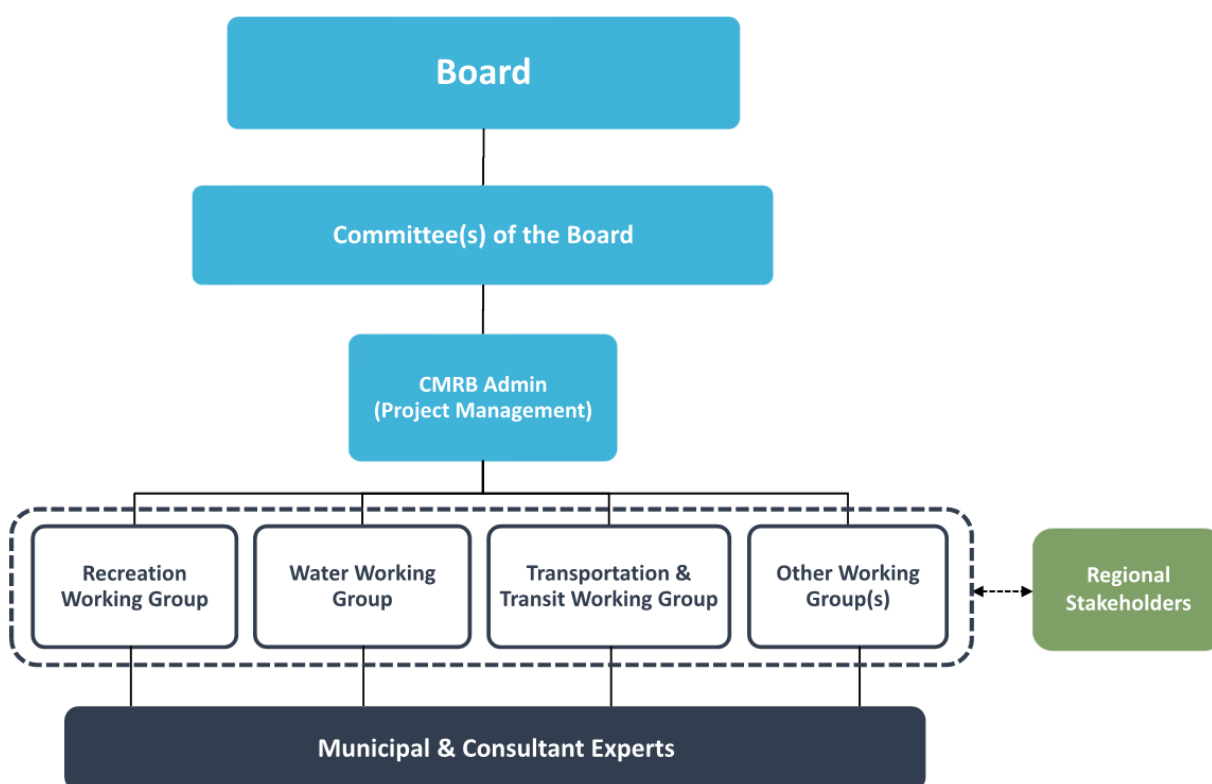 Board
Committee(s) of the Board
CMRB Admin
(Project Management)
Recreation
Working Group
Water Working
Group
Transportation &
Transit Working Group
Other Working
Group(s)
Regional
Stakeholders
Municipal & Consultant Experts